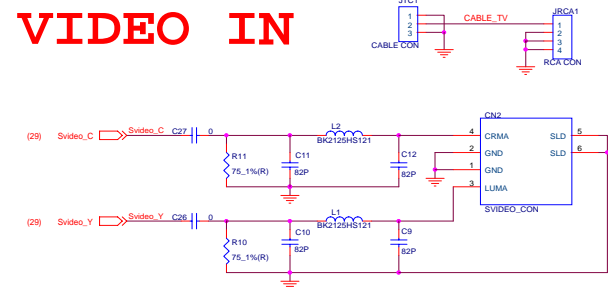 VIDEO IN
JTC1
1
2
3
CABLE CON
CABLE_TV
JRCA1
1
2
3
4
RCA CON
(29) Svideo_C Svideo_C C27 0
R11
75_1%(R)
C11
82P
L2
BK2125HS121
C12
82P
CN2
4 CRMA SLD 5
2 GND SLD 6
1 GND
3 LUMA
SVIDEO_CON
(29) Svideo_Y Svideo_Y C26 0
R10
75_1%(R)
C10
82P
L1
BK2125HS121
C9
82P